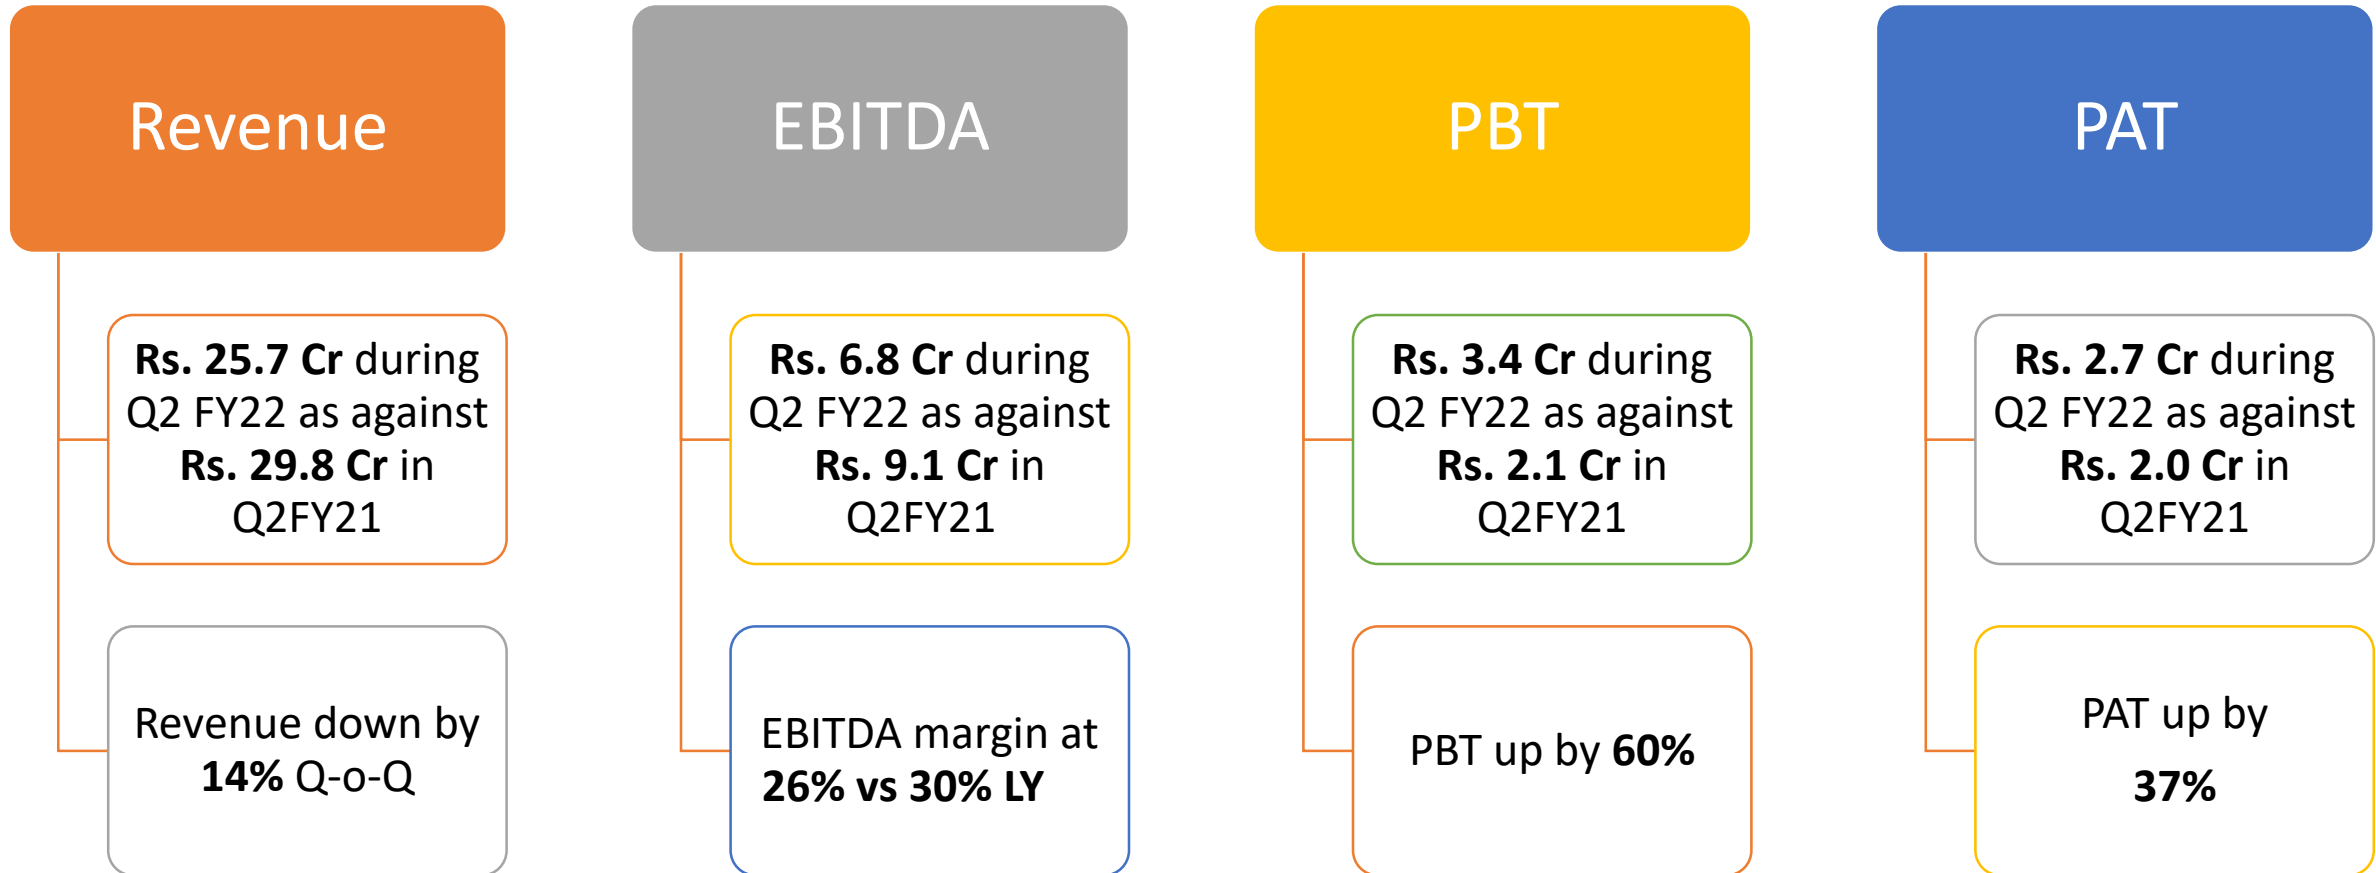 Revenue
Rs. 25.7 Cr during
Q2 FY22 as against
Rs. 29.8 Cr in
Q2FY21
Revenue down by
14% Q-o-Q
EBITDA
Rs. 6.8 Cr during
Q2 FY22 as against
Rs. 9.1 Cr in
Q2FY21
EBITDA margin at
26% vs 30% LY
PBT
Rs. 3.4 Cr during
Q2 FY22 as against
Rs. 2.1 Cr in
Q2FY21
PBT up by 60%
PAT
Rs. 2.7 Cr during
Q2 FY22 as against
Rs. 2.0 Cr in
Q2FY21
PAT up by
37%